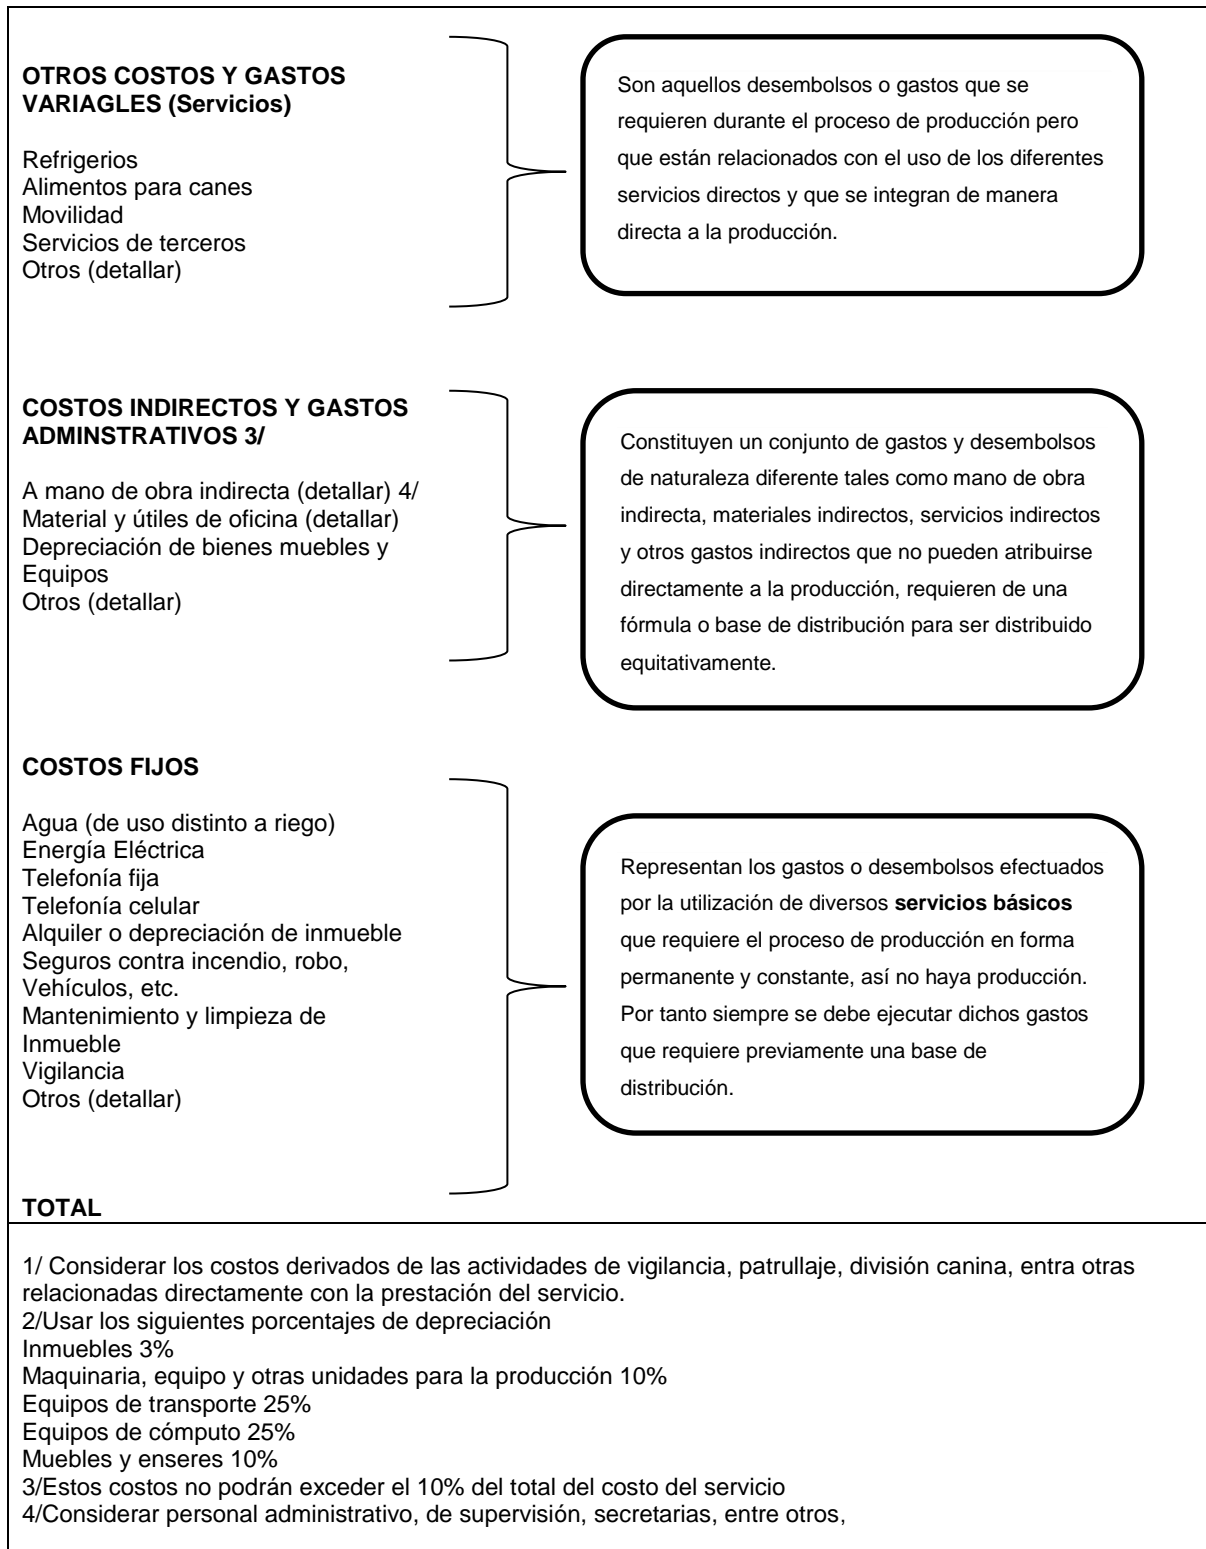 OTROS COSTOS Y GASTOS
VARIAGLES (Servicios)
Refrigerios
Alimentos para canes
Movilidad
Servicios de terceros
Otros (detallar)
Son aquellos desembolsos o gastos que se
requieren durante el proceso de producción pero
que están relacionados con el uso de los diferentes
servicios directos y que se integran de manera
directa a la producción.
COSTOS INDIRECTOS Y GASTOS
ADMINSTRATIVOS 3/
A mano de obra indirecta (detallar) 4/
Material y útiles de oficina (detallar)
Depreciación de bienes muebles y
Equipos
Otros (detallar)
Constituyen un conjunto de gastos y desembolsos
de naturaleza diferente tales como mano de obra
indirecta, materiales indirectos, servicios indirectos
y otros gastos indirectos que no pueden atribuirse
directamente a la producción, requieren de una
fórmula o base de distribución para ser distribuido
equitativamente.
COSTOS FIJOS
Agua (de uso distinto a riego)
Energía Eléctrica
Telefonía fija
Telefonía celular
Alquiler o depreciación de inmueble
Seguros contra incendio, robo,
Vehículos, etc.
Mantenimiento y limpieza de
Inmueble
Vigilancia
Otros (detallar)
Representan los gastos o desembolsos efectuados
por la utilización de diversos servicios básicos
que requiere el proceso de producción en forma
permanente y constante, así no haya producción.
Por tanto siempre se debe ejecutar dichos gastos
que requiere previamente una base de
distribución.
TOTAL
1/ Considerar los costos derivados de las actividades de vigilancia, patrullaje, división canina, entra otras
relacionadas directamente con la prestación del servicio.
2/Usar los siguientes porcentajes de depreciación
Inmuebles 3%
Maquinaria, equipo y otras unidades para la producción 10%
Equipos de transporte 25%
Equipos de cómputo 25%
Muebles y enseres 10%
3/Estos costos no podrán exceder el 10% del total del costo del servicio
4/Considerar personal administrativo, de supervisión, secretarias, entre otros,